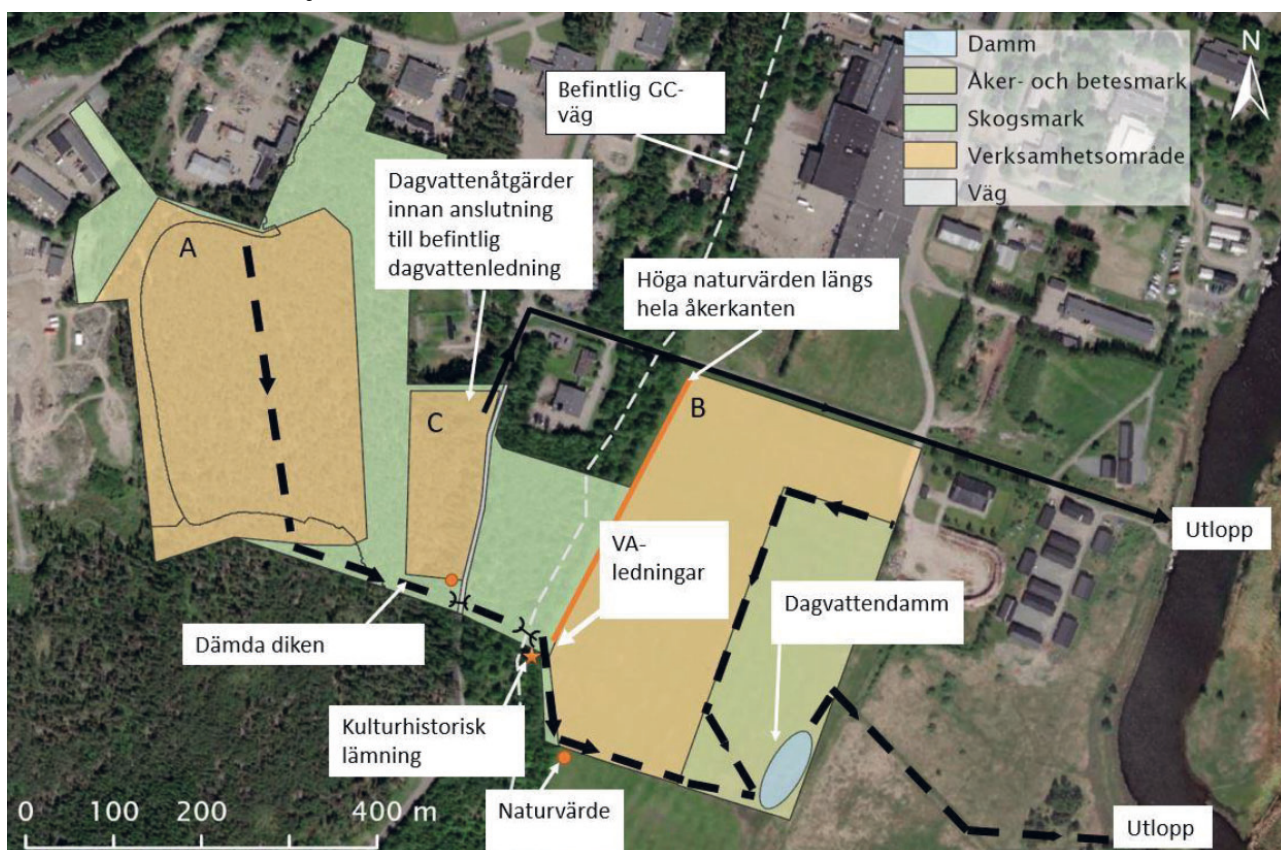 Damm
Åker- och betesmark
Skogsmark
Verksamhetsområde
Väg
N
Befintlig GC-
väg
Dagvattenåtgärder
innan anslutning
till befintlig
dagvattenledning
Höga naturvärden längs
hela åkerkanten
A
B
C
VA-
ledningar
Utlopp
Dagvattendamm
Dämda diken
Kulturhistorisk
lämning
Naturvärde
Utlopp
0 100 200 400 m